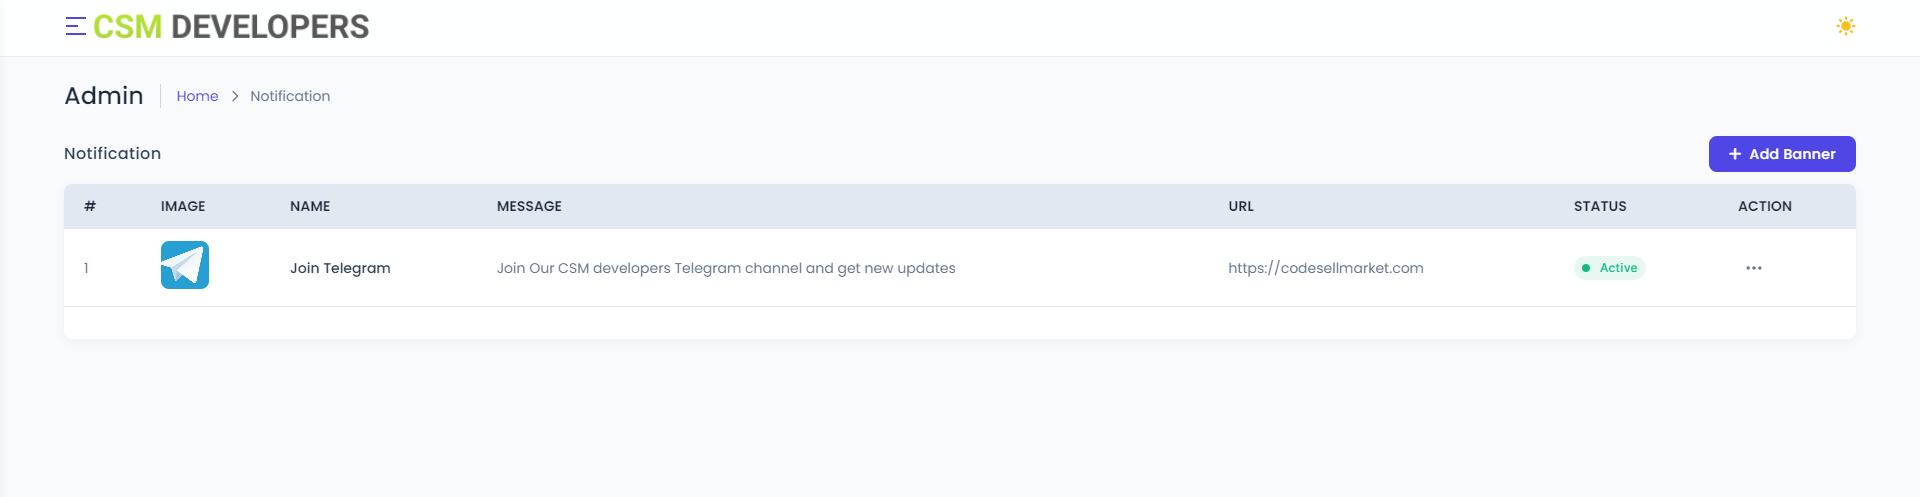 CSM DEVELOPERS
Admin Home > Notification
Notification + Add Banner
# IMAGE NAME MESSAGE URL STATUS ACTION
1 Join Telegram Join Our CSM developers Telegram channel and get new updates https://codesellmarket.com Active ...